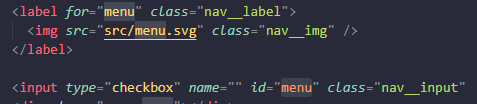 <label for="menu" class="nav__label">
<img src="src/menu.svg" class="nav__img" />
</label>
<input type="checkbox" name="" id="menu" class="nav__input"